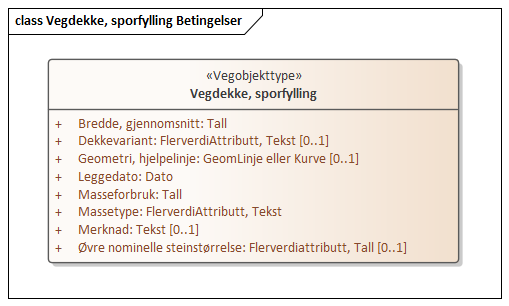 class Vegdekke, sporfylling Betingelser
«Vegobjekttype»
Vegdekke, sporfylling
+ Bredde, gjennomsnitt: Tall
+ Dekkevariant: FlerverdiAttributt, Tekst [0..1]
+ Geometri, hjelpelinje: GeomLinje eller Kurve [0..1]
+ Leggedato: Dato
+ Masseforbruk: Tall
+ Massetype: FlerverdiAttributt, Tekst
+ Merknad: Tekst [0..1]
+ Øvre nominelle steinstørrelse: Flerverdiattributt, Tall [0..1]